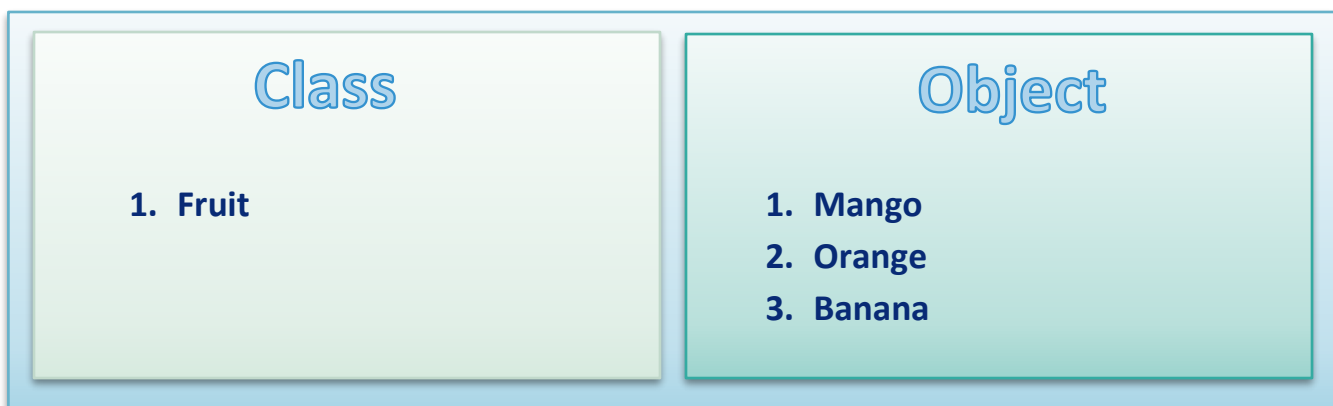 Class
1. Fruit
Object
1. Mango
2. Orange
3. Banana